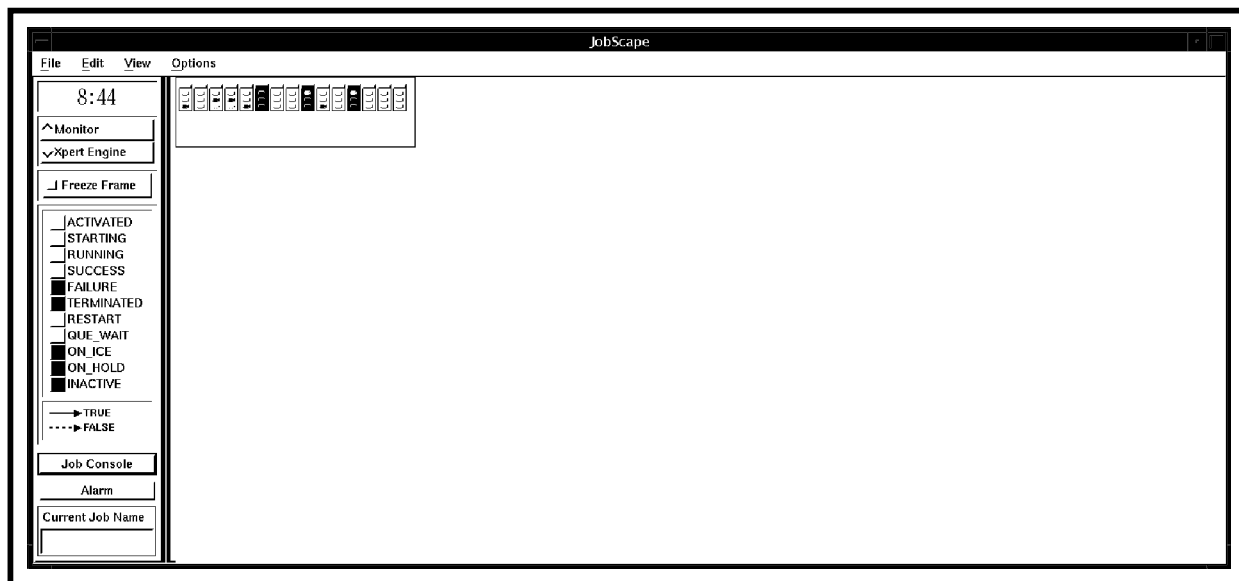 JobScape
File Edit View Options
8:44
Monitor
Xpert Engine
Freeze Frame
ACTIVATED
STARTING
RUNNING
SUCCESS
FAILURE
TERMINATED
RESTART
QUE_WAIT
ON_ICE
ON_HOLD
INACTIVE
TRUE
FALSE
Job Console
Alarm
Current Job Name